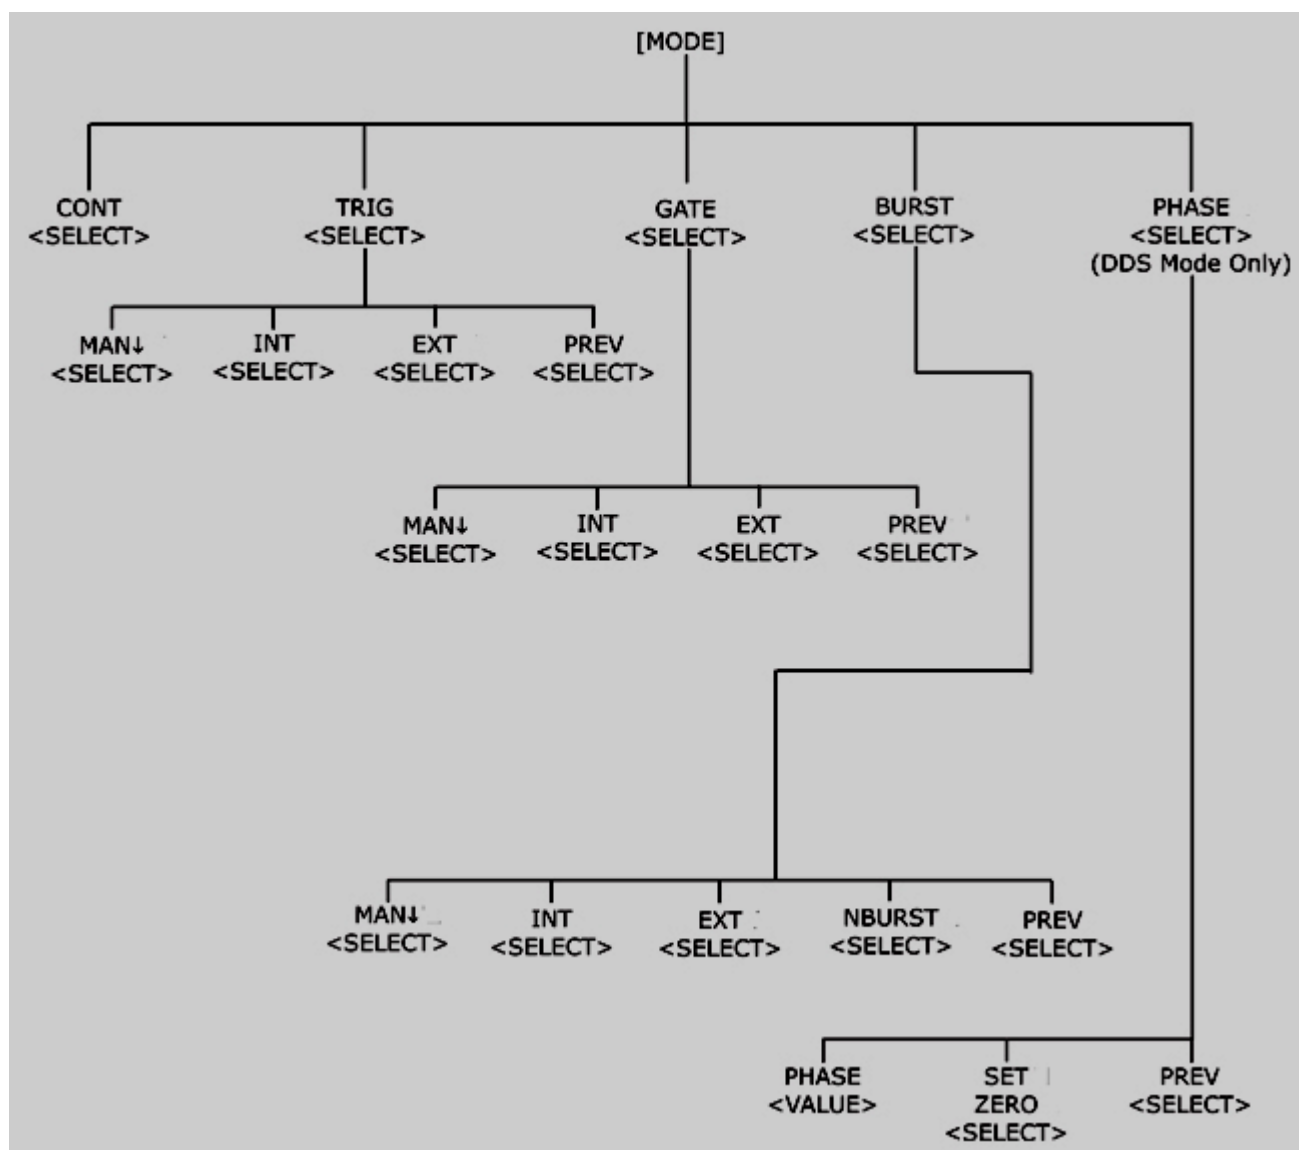 [MODE]
CONT
<SELECT>
TRIG
<SELECT>
GATE
<SELECT>
BURST
<SELECT>
PHASE
<SELECT>
(DDS Mode Only)
MAN↓
<SELECT>
INT
<SELECT>
EXT
<SELECT>
PREV
<SELECT>
MAN↓
<SELECT>
INT
<SELECT>
EXT
<SELECT>
PREV
<SELECT>
MAN↓
<SELECT>
INT
<SELECT>
EXT
<SELECT>
NBURST
<SELECT>
PREV
<SELECT>
PHASE
<VALUE>
SET
ZERO
<SELECT>
PREV
<SELECT>